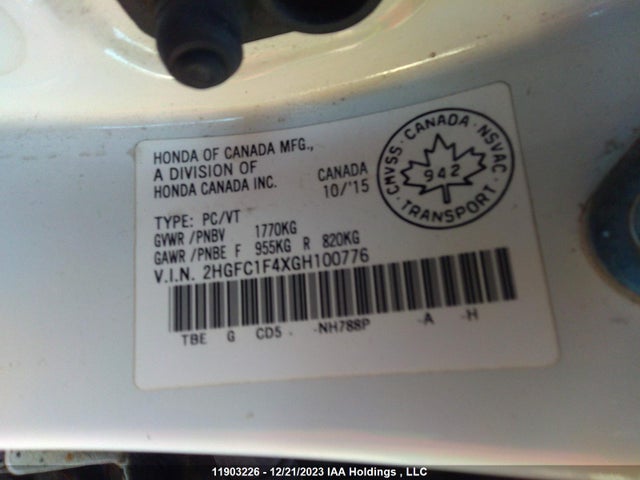 HONDA OF CANADA MFG.,
A DIVISION OF
HONDA CANADA INC.
CANADA
10/'15
CMVSS · CANADA · NSVAC
942
· TRANSPORT ·
TYPE: PC/VT
GVWR /PNBV 1770KG
GAWR /PNBE F 955KG R 820KG
V.I.N. 2HGFC1F4XGH100776
TBE G CD5 - -NH788P -A -H
11903226 - 12/21/2023 IAA Holdings , LLC